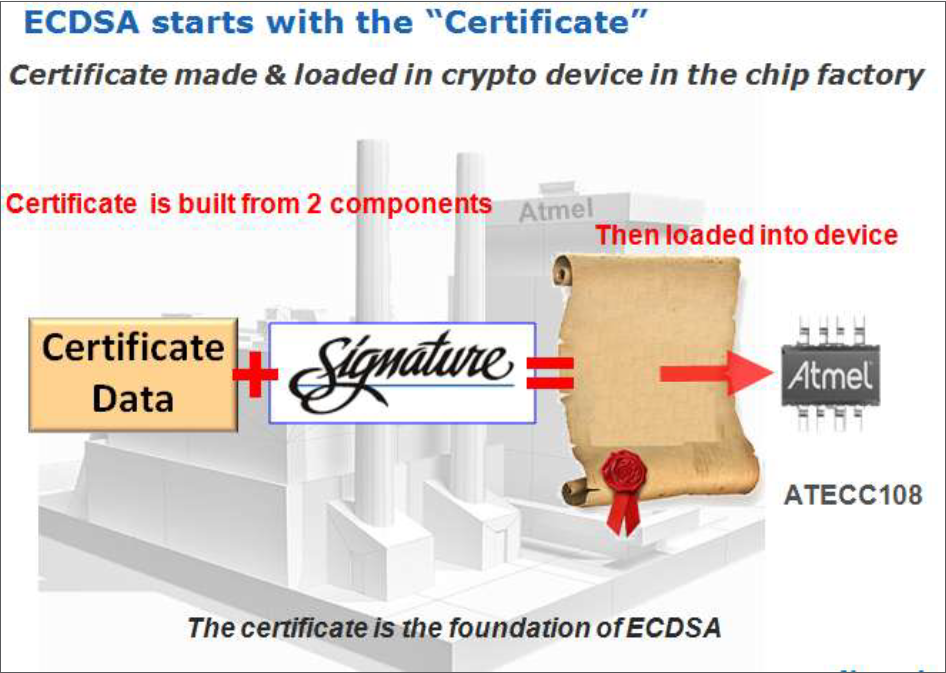 ECDSA starts with the “Certificate”
Certificate made & loaded in crypto device in the chip factory
Certificate is built from 2 components
Atmel
Then loaded into device
Certificate
Data
+
Signature
=
Atmel
ATECC108
The certificate is the foundation of ECDSA